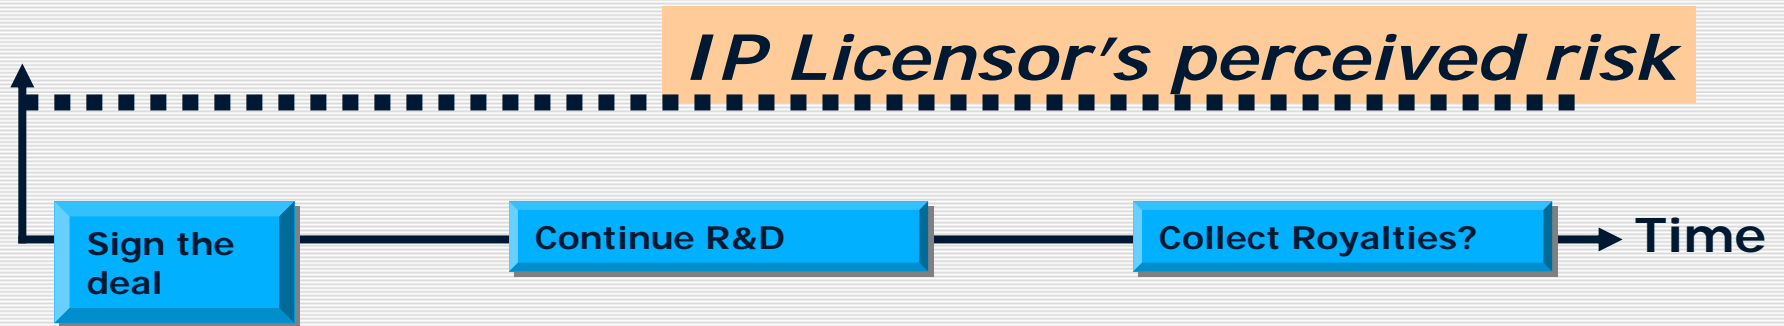 IP Licensor's perceived risk
Sign the
deal
Continue R&D
Collect Royalties?
Time